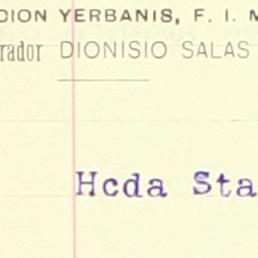 CION YERBANIS, F. I. M
rador DIONISIO SALAS
Hcda Sta